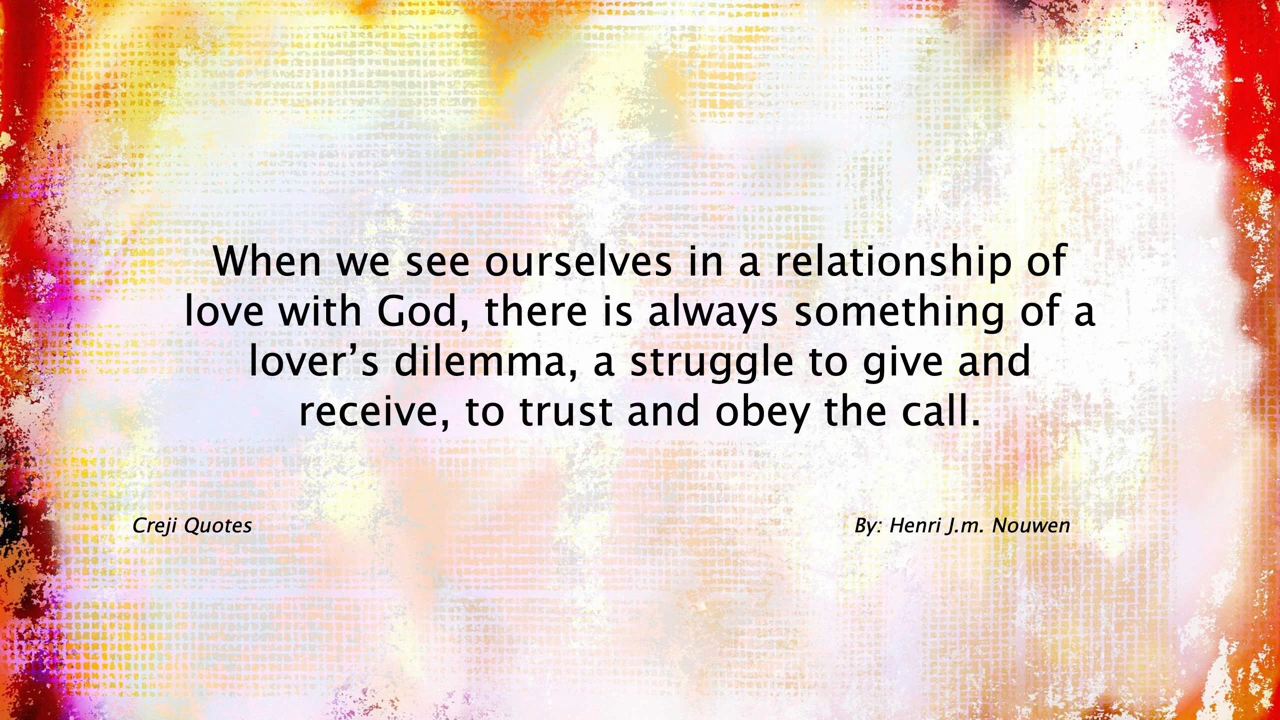 When we see ourselves in a relationship of
love with God, there is always something of a
lover’s dilemma, a struggle to give and
receive, to trust and obey the call.
Creji Quotes
By: Henri J.m. Nouwen